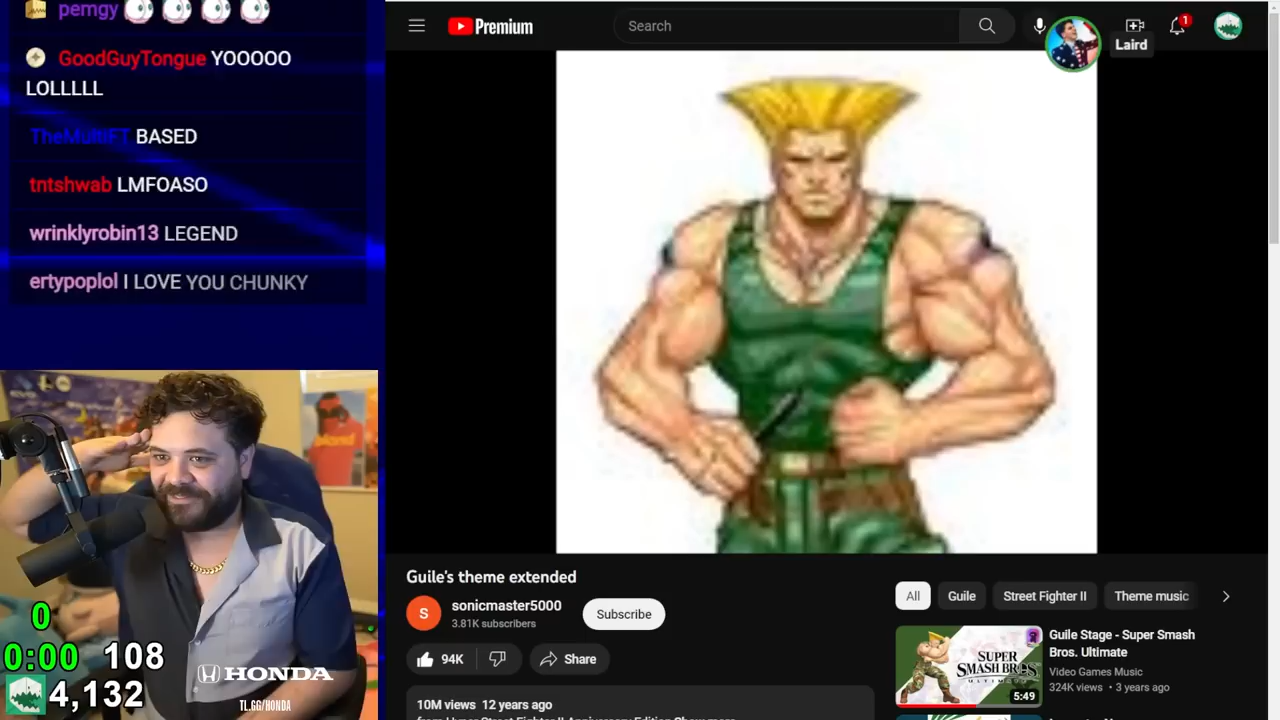 pemgy
GoodGuyTongue YOOOOO
LOLLLLL
TheMultiFT BASED
tntshwab LMFOASO
wrinklyrobin13 LEGEND
ertypoplol I LOVE YOU CHUNKY
Premium
Search
1
Laird
blond
0
0:00 108
4,132
HONDA
TL.GG/HONDA
Guile's theme extended
S
sonicmaster5000
3.81K subscribers
Subscribe
94K
Share
10M views 12 years ago
All
Guile
Street Fighter II
Theme music
SUPER
SMASH BROS.
ULTIMATE
5:49
Guile Stage - Super Smash
Bros. Ultimate
Video Games Music
324K views • 3 years ago